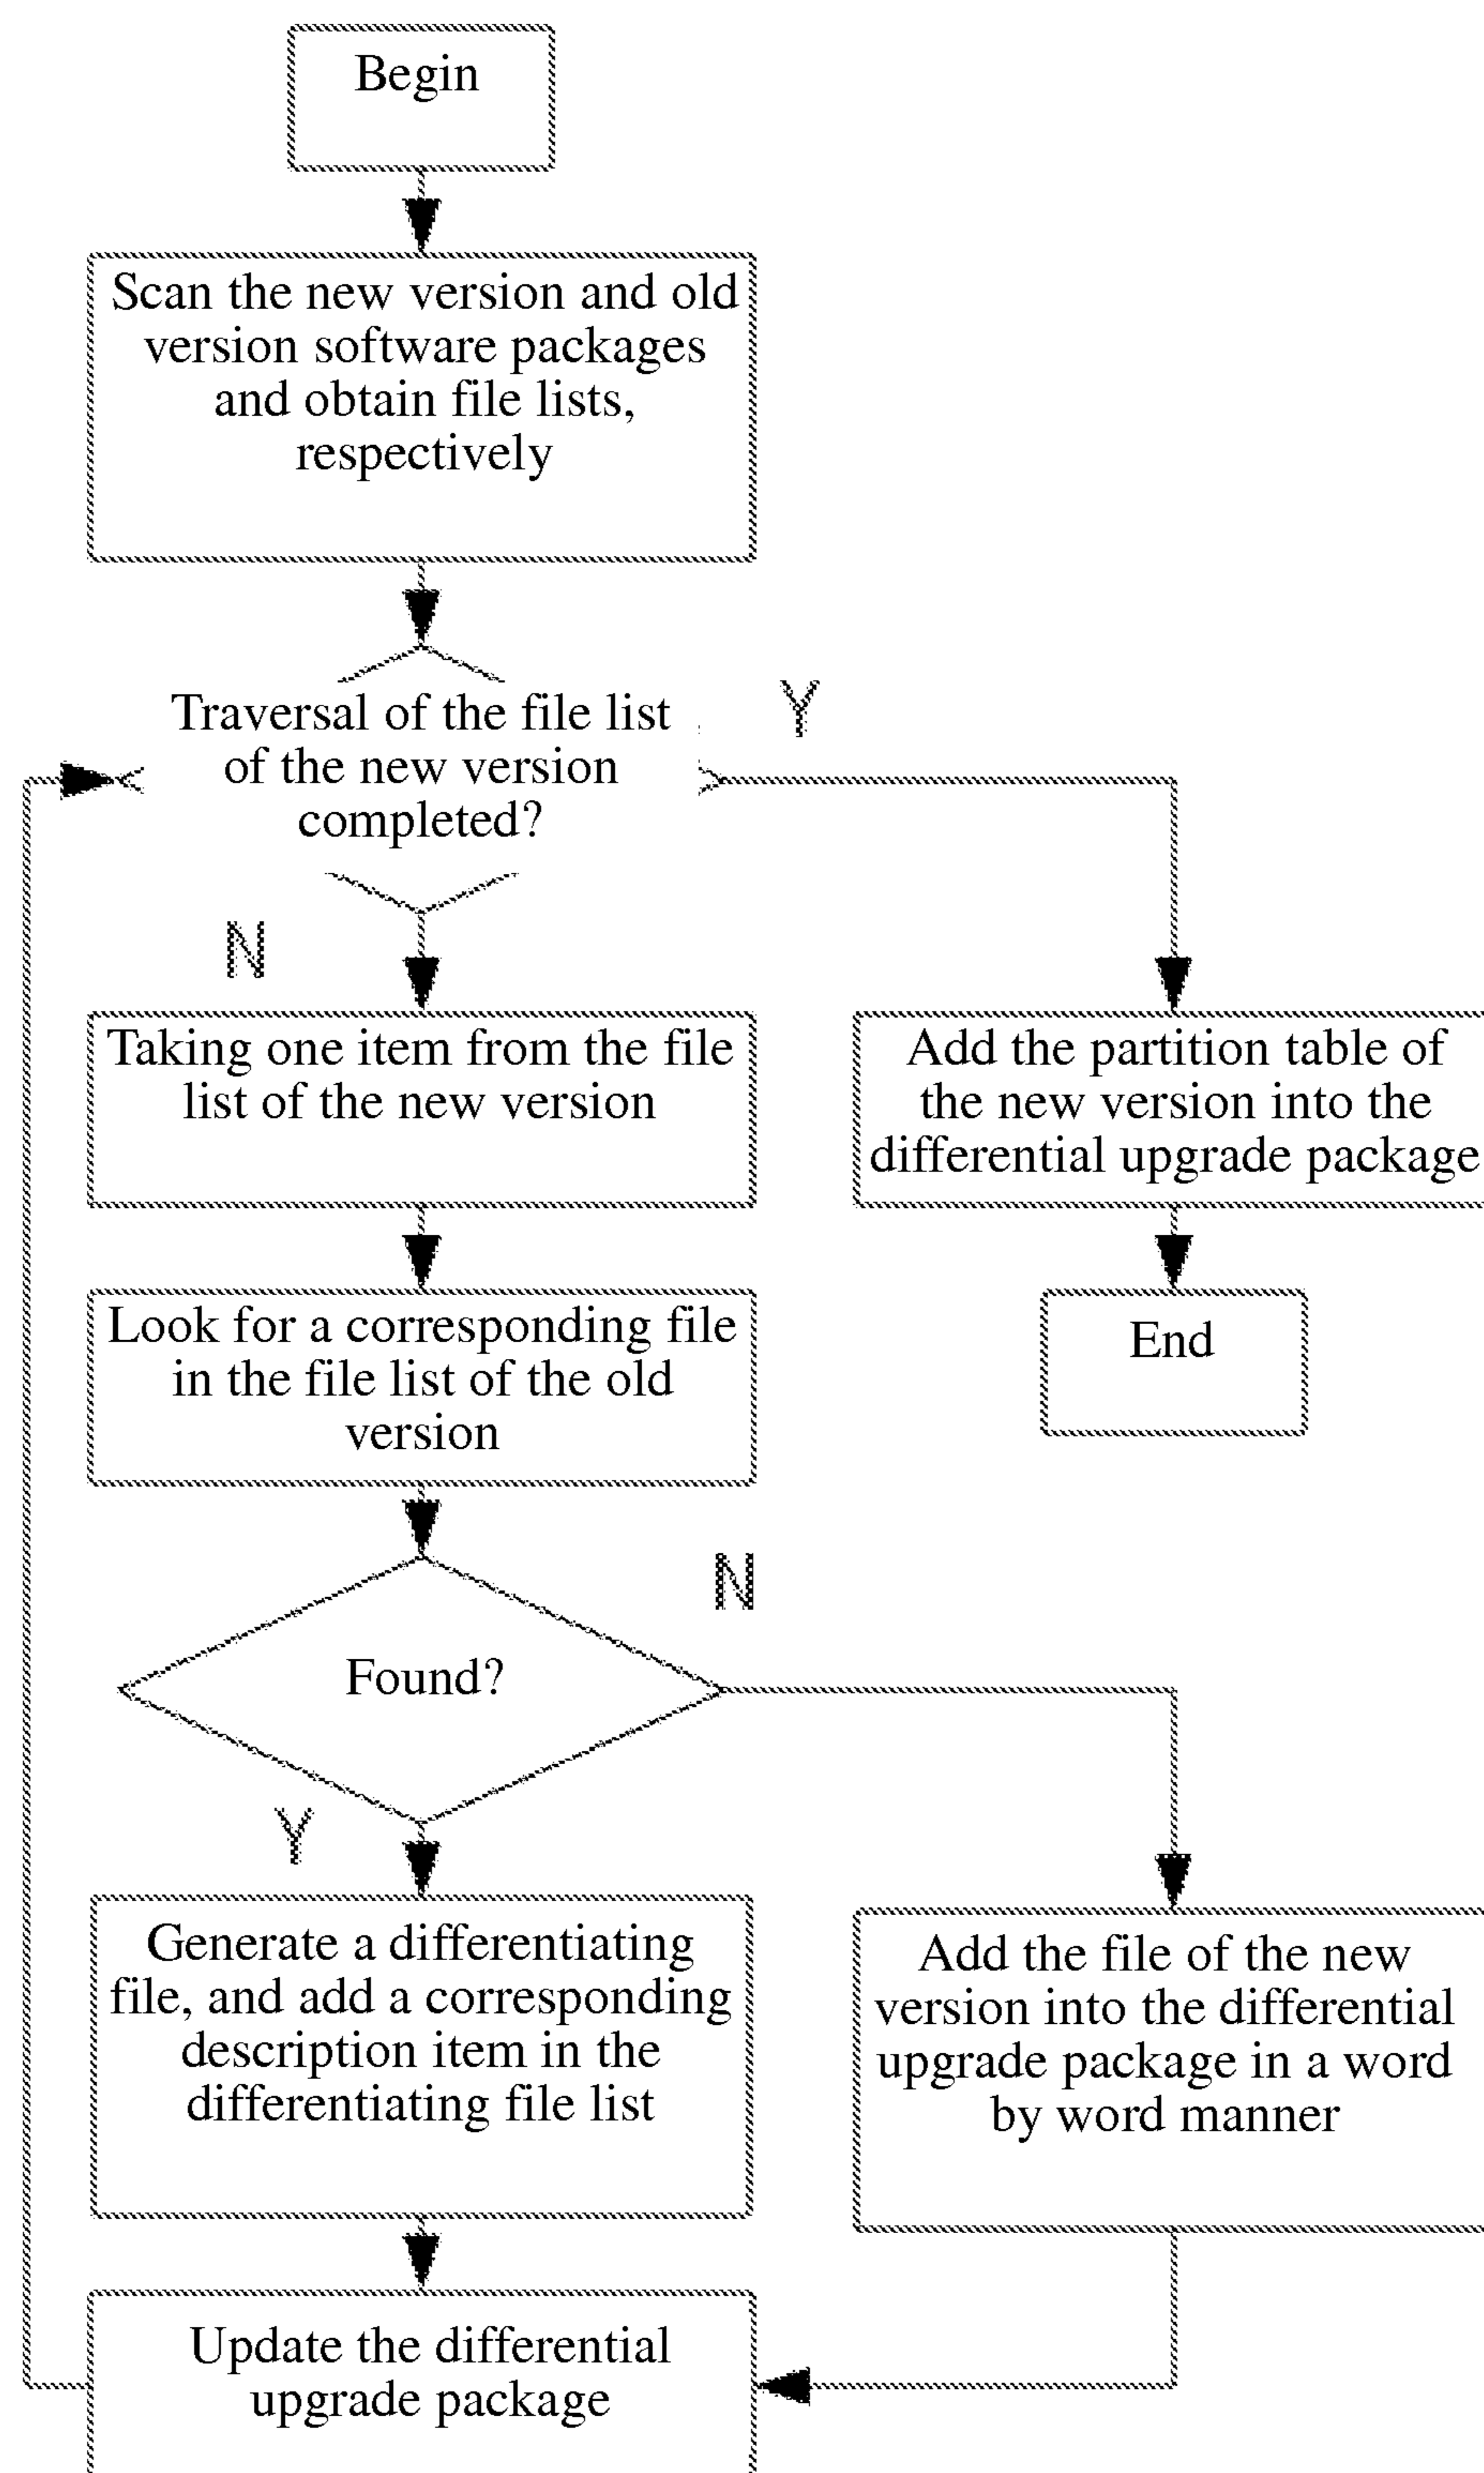 Begin
Scan the new version and old
version software packages
and obtain file lists,
respectively
Traversal of the file list
of the new version
completed?
Y
N
Taking one item from the file
list of the new version
Add the partition table of
the new version into the
differential upgrade package
Look for a corresponding file
in the file list of the old
version
End
Found?
N
Y
Generate a differentiating
file, and add a corresponding
description item in the
differentiating file list
Add the file of the new
version into the differential
upgrade package in a word
by word manner
Update the differential
upgrade package